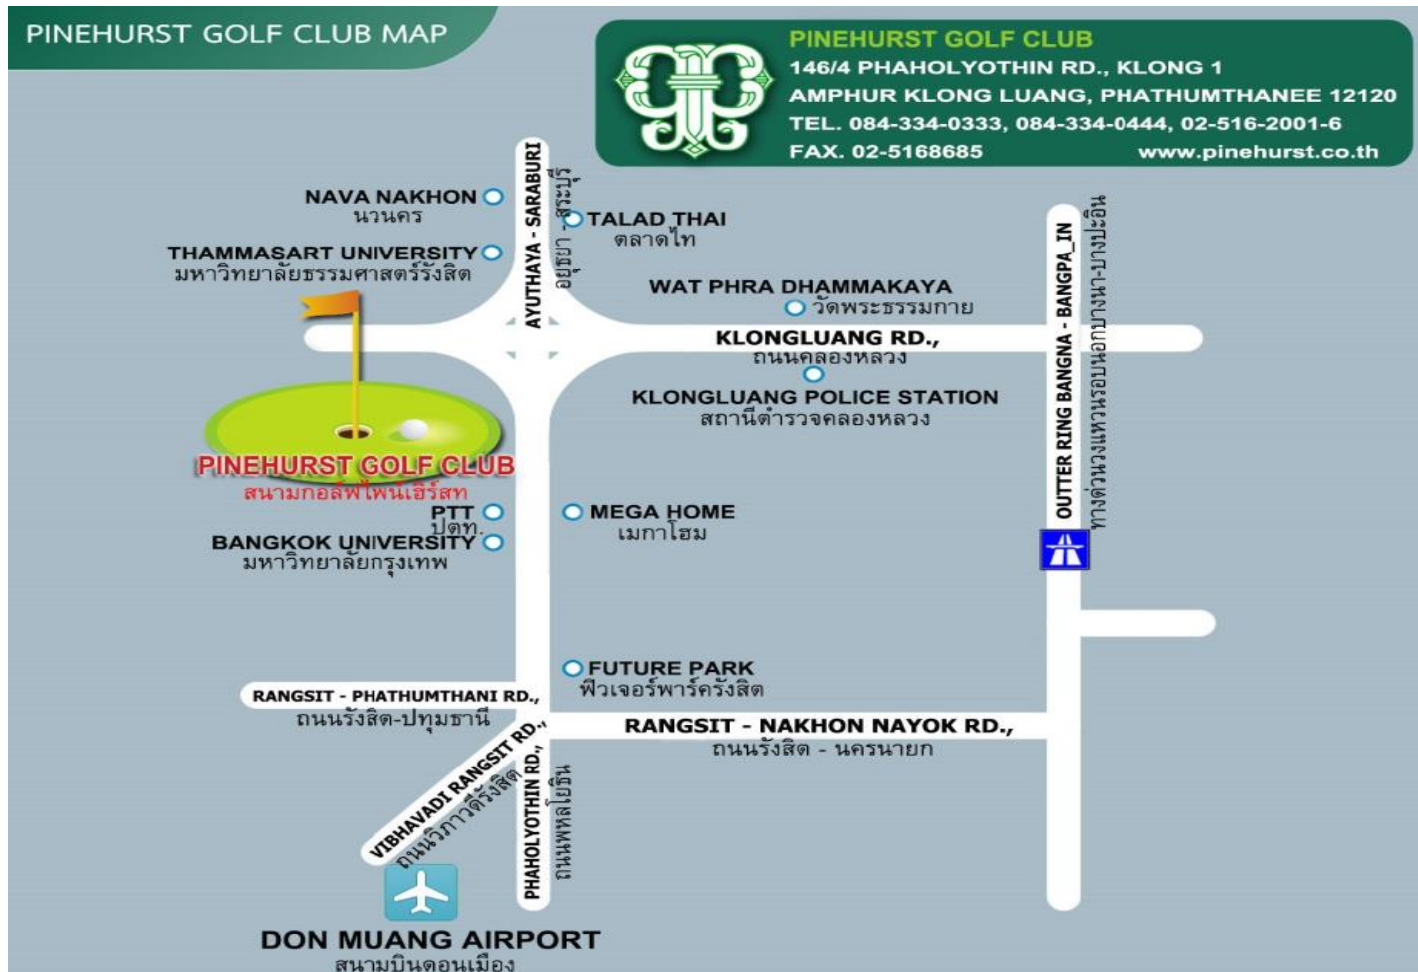 PINEHURST GOLF CLUB MAP
PINEHURST GOLF CLUB
146/4 PHAHOLYOTHIN RD., KLONG 1
AMPHUR KLONG LUANG, PHATHUMTHANEE 12120
TEL. 084-334-0333, 084-334-0444, 02-516-2001-6
FAX. 02-5168685 www.pinehurst.co.th
AYUTHAYA - SARABURI
อยุธยา - สระบุรี
NAVA NAKHON
นวนคร
TALAD THAI
ตลาดไท
THAMMASART UNIVERSITY
มหาวิทยาลัยธรรมศาสตร์รังสิต
WAT PHRA DHAMMAKAYA
วัดพระธรรมกาย
KLONGLUANG RD.,
ถนนคลองหลวง
KLONGLUANG POLICE STATION
สถานีตำรวจคลองหลวง
OUTTER RING BANGNA - BANGPA_IN
ทางด่วนวงแหวนรอบนอกบางนา-บางปะอิน
PINEHURST GOLF CLUB
สนามกอล์ฟไพน์เฮิร์สท
PTT
ปตท.
MEGA HOME
เมกาโฮม
BANGKOK UNIVERSITY
มหาวิทยาลัยกรุงเทพ
FUTURE PARK
ฟิวเจอร์พาร์ครังสิต
RANGSIT - PHATHUMTHANI RD.,
ถนนรังสิต-ปทุมธานี
RANGSIT - NAKHON NAYOK RD.,
ถนนรังสิต - นครนายก
VIBHAVADI RANGSIT RD.,
ถนนวิภาวดีรังสิต
PHAHOLYOTHIN RD.,
ถนนพหลโยธิน
DON MUANG AIRPORT
สนามบินดอนเมือง